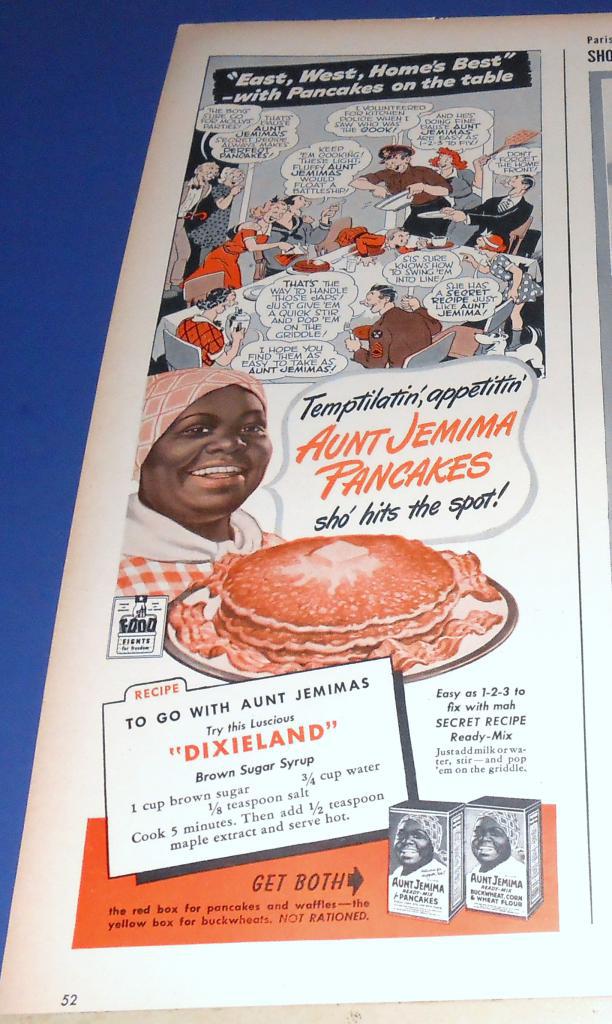 Paris
SHO
"East, West, Home's Best"
-with Pancakes on the table
THE BOYS
SURE GO
FOR MOLLY'S
PARTIES!
THAT'S
'CAUSE
AUNT
JEMIMA'S
SECRET RECIPE
ALWAYS MAKES
PERFECT
PANCAKES!
I VOLUNTEERED
FOR KITCHEN
POLICE WHEN I
SAW WHO WAS
THE COOK!
AND HE'S
DOING FINE
'CAUSE AUNT
JEMIMAS
ARE EASY AS
1-2-3 TO FIX!
KEEP
'EM COOKING!
THESE LIGHT,
FLUFFY AUNT
JEMIMAS
WOULD
FLOAT A
BATTLESHIP!
DON'T
FORGET
THE HOME
FRONT!
SIS SURE
KNOWS HOW
TO SWING 'EM
INTO LINE!
THAT'S THE
WAY TO HANDLE
THOSE JAPS!
JUST GIVE 'EM
A QUICK STIR
AND POP 'EM
ON THE
GRIDDLE!
SHE HAS
A SECRET
RECIPE JUST
LIKE AUNT
JEMIMA!
I HOPE YOU
FIND THEM AS
EASY TO TAKE AS
AUNT JEMIMAS!
Temptilatin', appetitin'
AUNT JEMIMA
PANCAKES
sho' hits the spot!
FOOD
FIGHTS
for freedom
RECIPE
TO GO WITH AUNT JEMIMAS
Try this Luscious
"DIXIELAND"
Brown Sugar Syrup
1 cup brown sugar 3/4 cup water
1/8 teaspoon salt
Cook 5 minutes. Then add 1/2 teaspoon
maple extract and serve hot.
Easy as 1-2-3 to
fix with mah
SECRET RECIPE
Ready-Mix
Just add milk or wa-
ter, stir—and pop
'em on the griddle.
GET BOTH
the red box for pancakes and waffles—the
yellow box for buckwheats. NOT RATIONED.
AUNT JEMIMA
READY-MIX
for PANCAKES
AUNT JEMIMA
READY-MIX
BUCKWHEAT, CORN
& WHEAT FLOUR
52